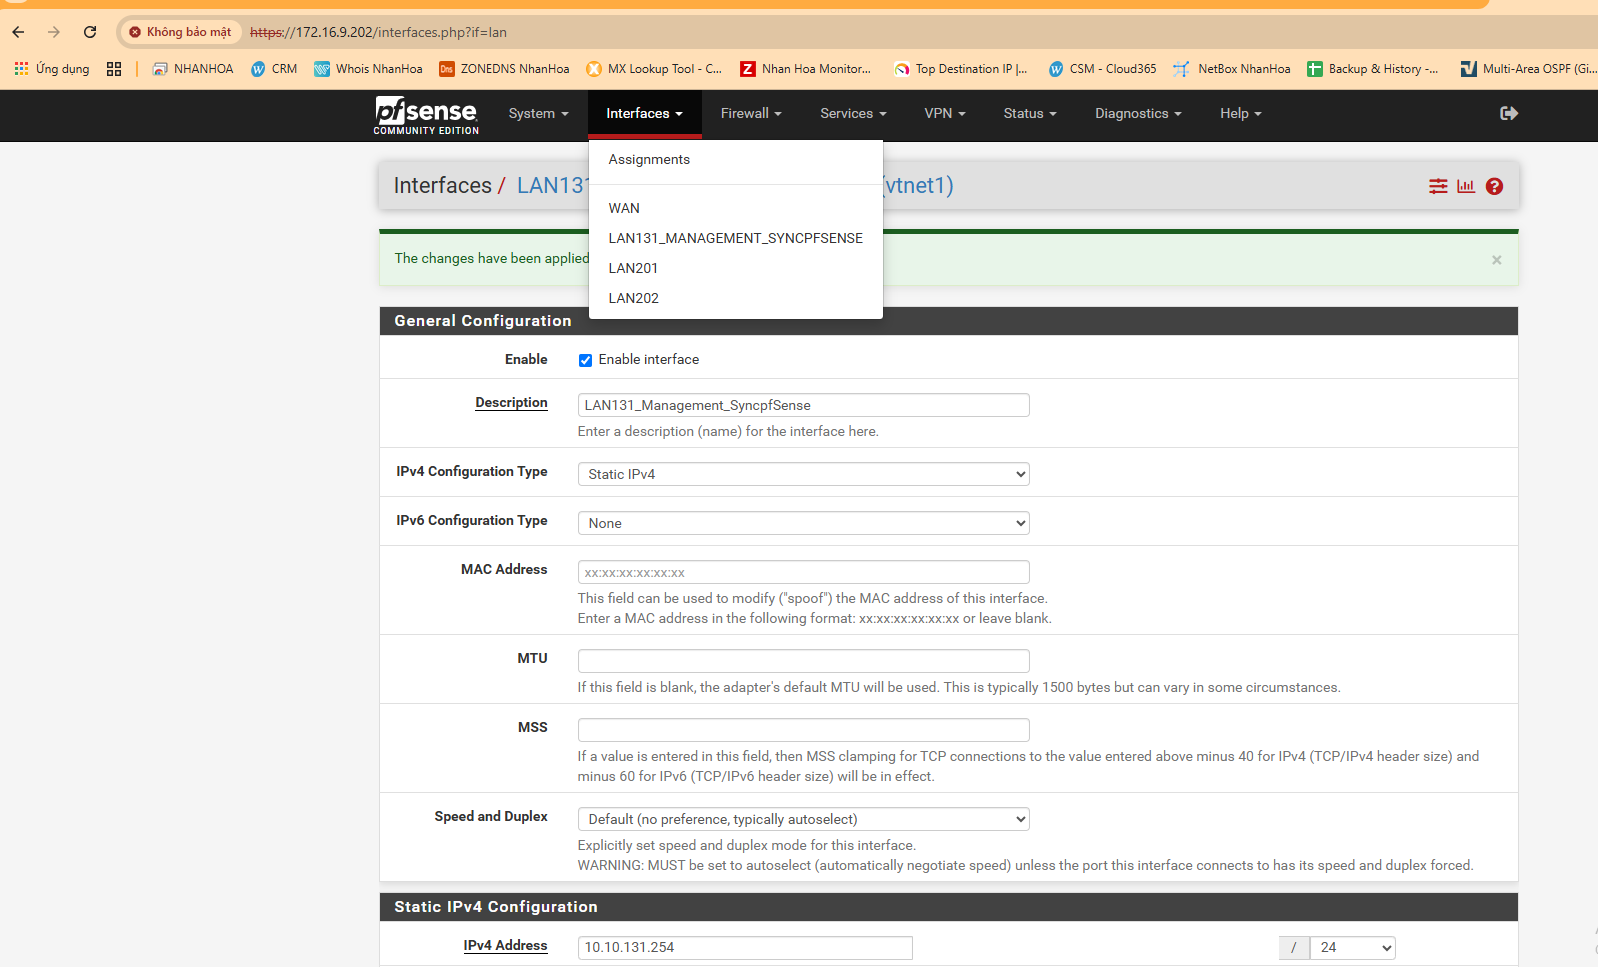 Không bảo mật https://172.16.9.202/interfaces.php?if=lan
Ứng dụng NHANHOA CRM Whois NhanHoa ZONEDNS NhanHoa MX Lookup Tool - C... Nhan Hoa Monitor... Top Destination IP |... CSM - Cloud365 NetBox NhanHoa Backup & History -... Multi-Area OSPF (Gi...
pfsense
COMMUNITY EDITION
System Interfaces Firewall Services VPN Status Diagnostics Help
Assignments
WAN
LAN131_MANAGEMENT_SYNCPFSENSE
LAN201
LAN202
Interfaces / LAN131 (vtnet1)
The changes have been applied ×
General Configuration
Enable Enable interface
Description LAN131_Management_SyncpfSense
Enter a description (name) for the interface here.
IPv4 Configuration Type Static IPv4
IPv6 Configuration Type None
MAC Address xx:xx:xx:xx:xx:xx
This field can be used to modify ("spoof") the MAC address of this interface.
Enter a MAC address in the following format: xx:xx:xx:xx:xx:xx or leave blank.
MTU
If this field is blank, the adapter's default MTU will be used. This is typically 1500 bytes but can vary in some circumstances.
MSS
If a value is entered in this field, then MSS clamping for TCP connections to the value entered above minus 40 for IPv4 (TCP/IPv4 header size) and
minus 60 for IPv6 (TCP/IPv6 header size) will be in effect.
Speed and Duplex Default (no preference, typically autoselect)
Explicitly set speed and duplex mode for this interface.
WARNING: MUST be set to autoselect (automatically negotiate speed) unless the port this interface connects to has its speed and duplex forced.
Static IPv4 Configuration
IPv4 Address 10.10.131.254 / 24